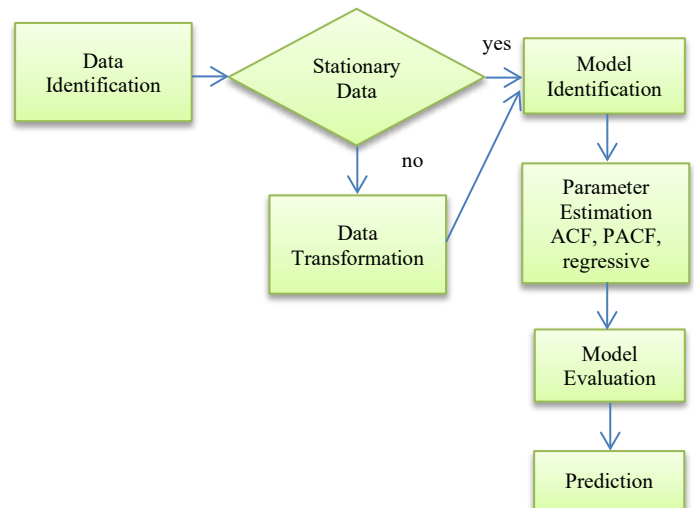 Data
Identification
Stationary
Data
yes
Model
Identification
no
Data
Transformation
Parameter
Estimation
ACF, PACF,
regressive
Model
Evaluation
Prediction